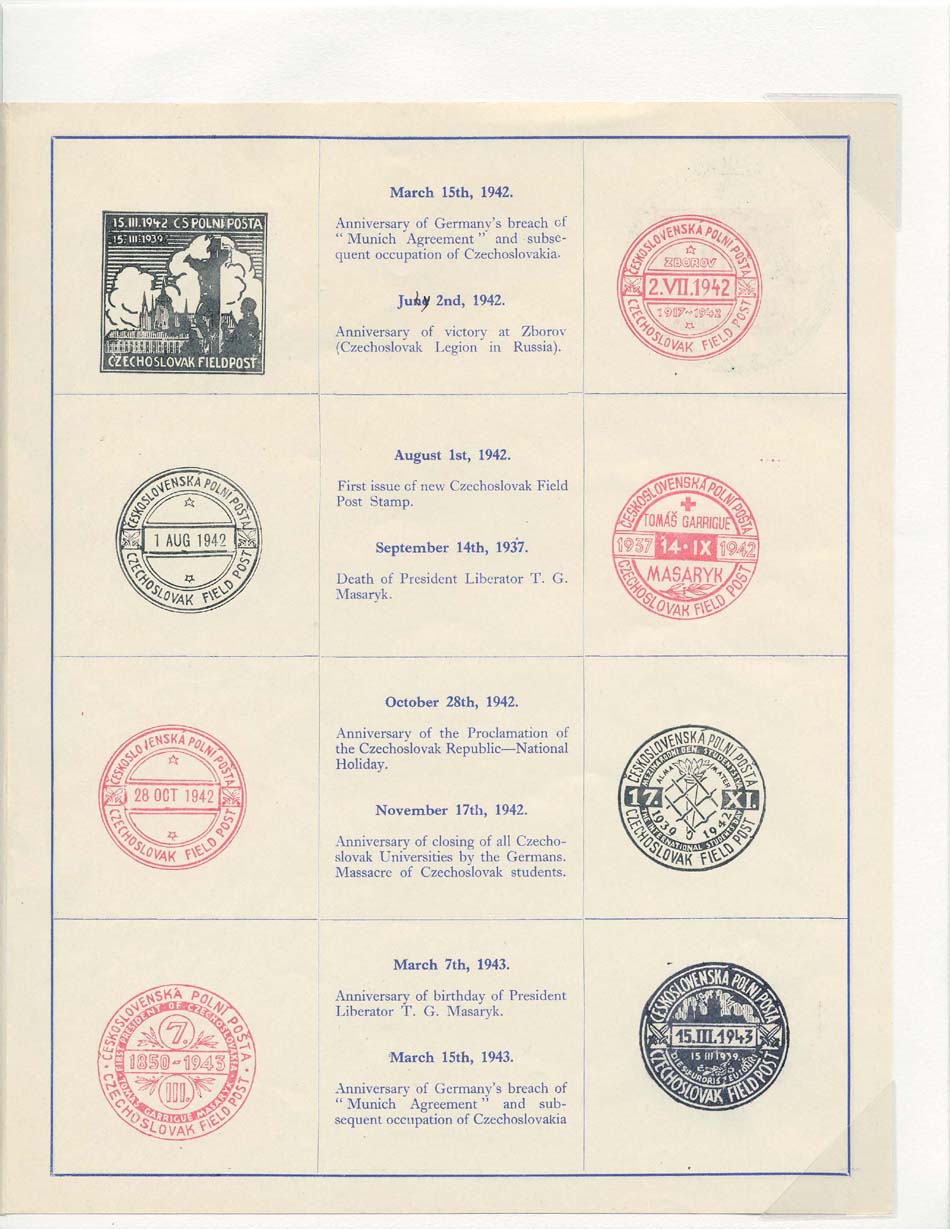 15.III.1942 ČS POLNÍ POŠTA
15.III.1939
CZECHOSLOVAK FIELDPOST
March 15th, 1942.
Anniversary of Germany's breach of
" Munich Agreement " and subse-
quent occupation of Czechoslovakia.
July 2nd, 1942.
Anniversary of victory at Zborov
(Czechoslovak Legion in Russia).
ČESKOSLOVENSKÁ POLNÍ POŠTA
ZBOROV
2.VII.1942
1917~1942
CZECHOSLOVAK FIELD POST
ČESKOSLOVENSKÁ POLNÍ POŠTA
1 AUG 1942
CZECHOSLOVAK FIELD POST
August 1st, 1942.
First issue of new Czechoslovak Field
Post Stamp.
September 14th, 1937.
Death of President Liberator T. G.
Masaryk.
ČESKOSLOVENSKÁ POLNÍ POŠTA
TOMÁŠ GARRIGUE
1937 14·IX 1942
MASARYK
CZECHOSLOVAK FIELD POST
ČESKOSLOVENSKÁ POLNÍ POŠTA
28 OCT 1942
CZECHOSLOVAK FIELD POST
October 28th, 1942.
Anniversary of the Proclamation of
the Czechoslovak Republic—National
Holiday.
November 17th, 1942.
Anniversary of closing of all Czecho-
slovak Universities by the Germans.
Massacre of Czechoslovak students.
ČESKOSLOVENSKÁ POLNÍ POŠTA
MEZINÁRODNÍ DEN STUDENTSTVA
ALMA MATER
17. XI.
1939 1942
THE INTERNATIONAL STUDENTS DAY
CZECHOSLOVAK FIELD POST
ČESKOSLOVENSKÁ POLNÍ POŠTA
FIRST PRESIDENT OF CZECHOSLOVAKIA
7.
1850-1943
III.
TOMÁŠ GARRIGUE MASARYK
CZECHOSLOVAK FIELD POST
March 7th, 1943.
Anniversary of birthday of President
Liberator T. G. Masaryk.
March 15th, 1943.
Anniversary of Germany's breach of
" Munich Agreement " and sub-
sequent occupation of Czechoslovakia
ČESKOSLOVENSKÁ POLNÍ POŠTA
15.III.1943
15 III 1939
CZECHOSLOVAK FIELD POST